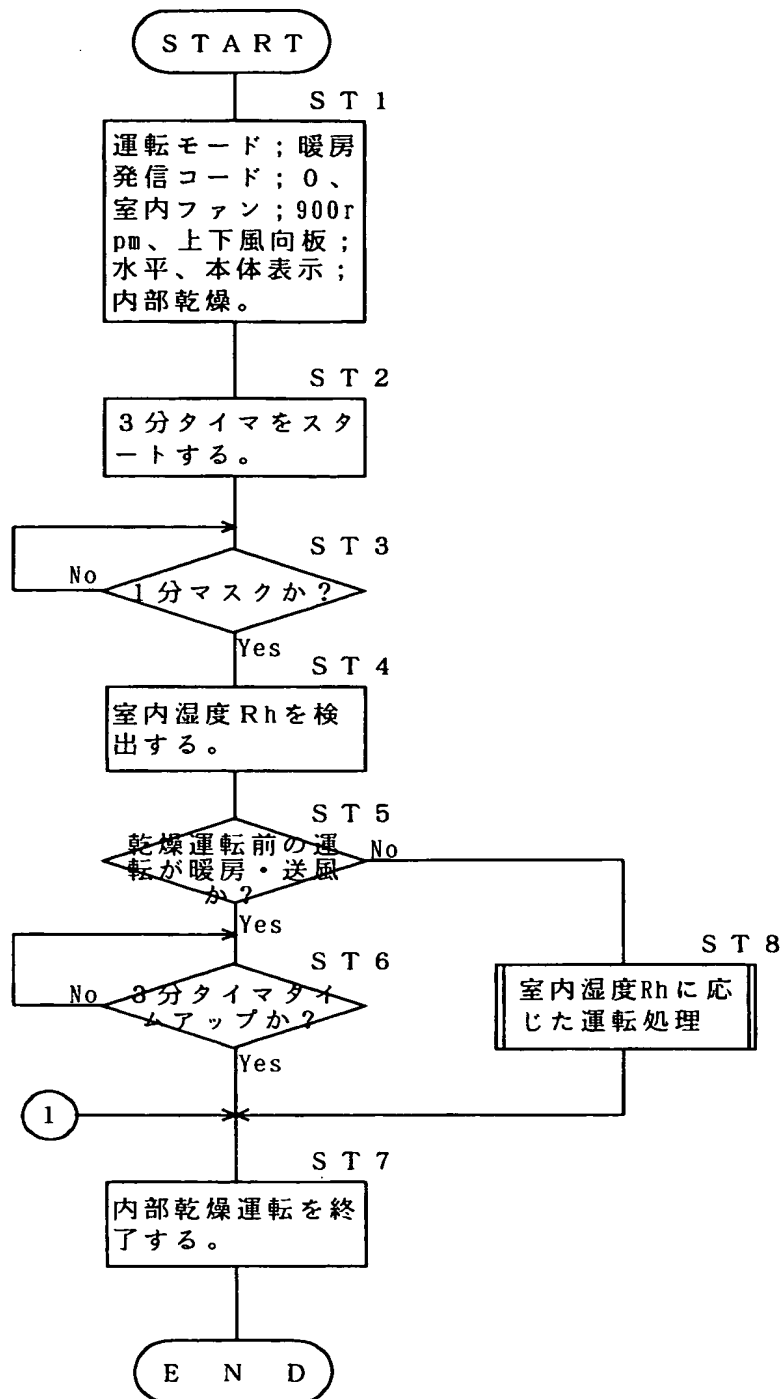 START
ST1
運転モード；暖房
発信コード；0、
室内ファン；900r
pm、上下風向板；
水平、本体表示；
内部乾燥。
ST2
3分タイマをスタ
ートする。
ST3
No
1分マスクか？
Yes
ST4
室内湿度Rhを検
出する。
ST5
乾燥運転前の運
転が暖房・送風
か？
No
Yes
ST6
No
3分タイマタイ
ムアップか？
Yes
ST8
室内湿度Rhに応
じた運転処理
1
ST7
内部乾燥運転を終
了する。
END